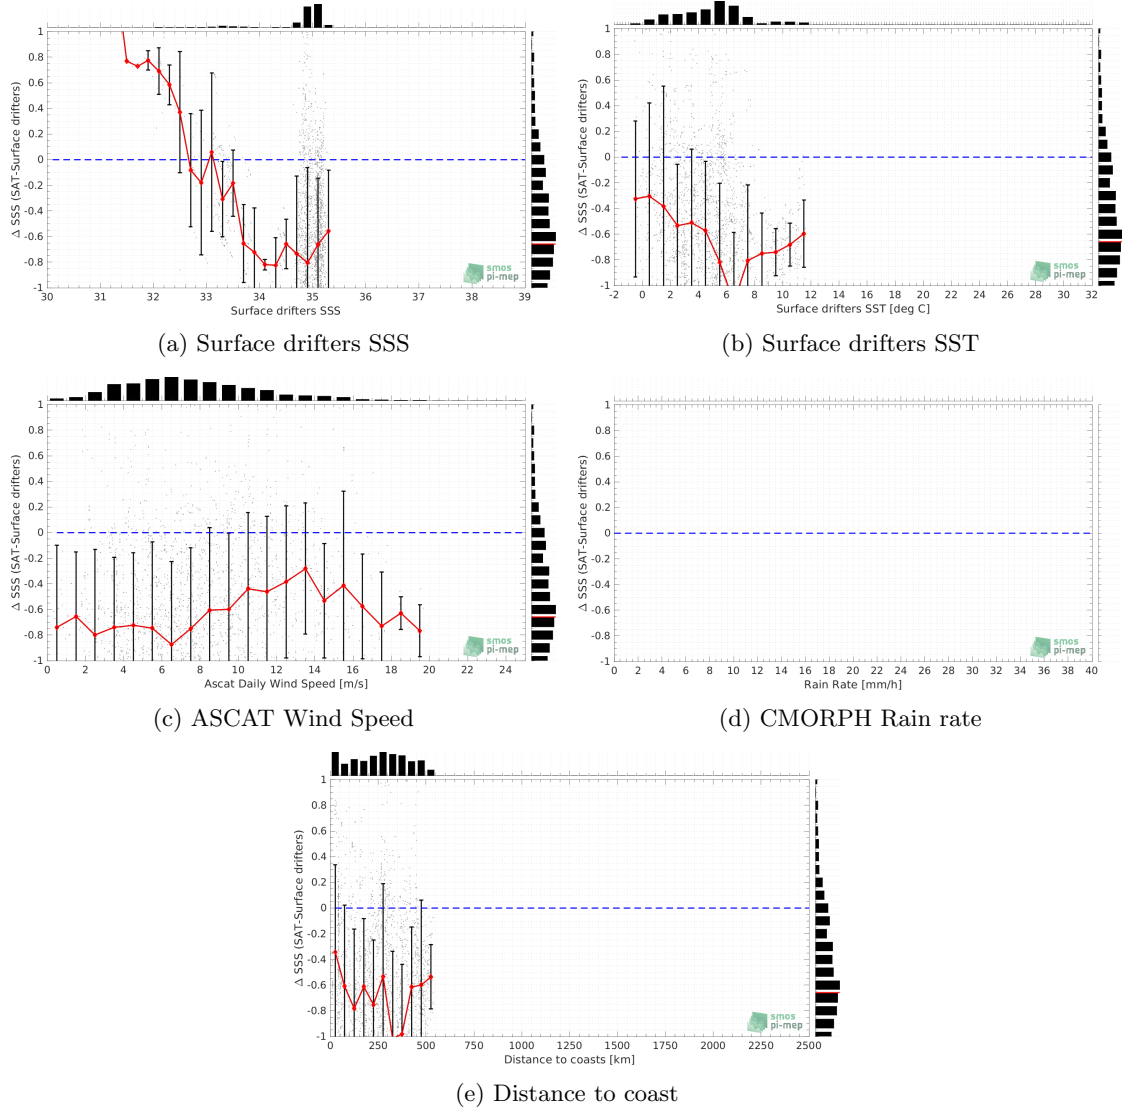 1
0.8
0.6
0.4
0.2
0
-0.2
-0.4
-0.6
-0.8
-1
Δ SSS (SAT-Surface drifters)
30 31 32 33 34 35 36 37 38 39
Surface drifters SSS
smos
pi-mep
(a) Surface drifters SSS
1
0.8
0.6
0.4
0.2
0
-0.2
-0.4
-0.6
-0.8
-1
Δ SSS (SAT-Surface drifters)
-2 0 2 4 6 8 10 12 14 16 18 20 22 24 26 28 30 32
Surface drifters SST [deg C]
smos
pi-mep
(b) Surface drifters SST
1
0.8
0.6
0.4
0.2
0
-0.2
-0.4
-0.6
-0.8
-1
Δ SSS (SAT-Surface drifters)
0 2 4 6 8 10 12 14 16 18 20 22 24
Ascat Daily Wind Speed [m/s]
smos
pi-mep
(c) ASCAT Wind Speed
1
0.8
0.6
0.4
0.2
0
-0.2
-0.4
-0.6
-0.8
-1
Δ SSS (SAT-Surface drifters)
0 2 4 6 8 10 12 14 16 18 20 22 24 26 28 30 32 34 36 38 40
Rain Rate [mm/h]
smos
pi-mep
(d) CMORPH Rain rate
1
0.8
0.6
0.4
0.2
0
-0.2
-0.4
-0.6
-0.8
-1
Δ SSS (SAT-Surface drifters)
0 250 500 750 1000 1250 1500 1750 2000 2250 2500
Distance to coasts [km]
smos
pi-mep
(e) Distance to coast